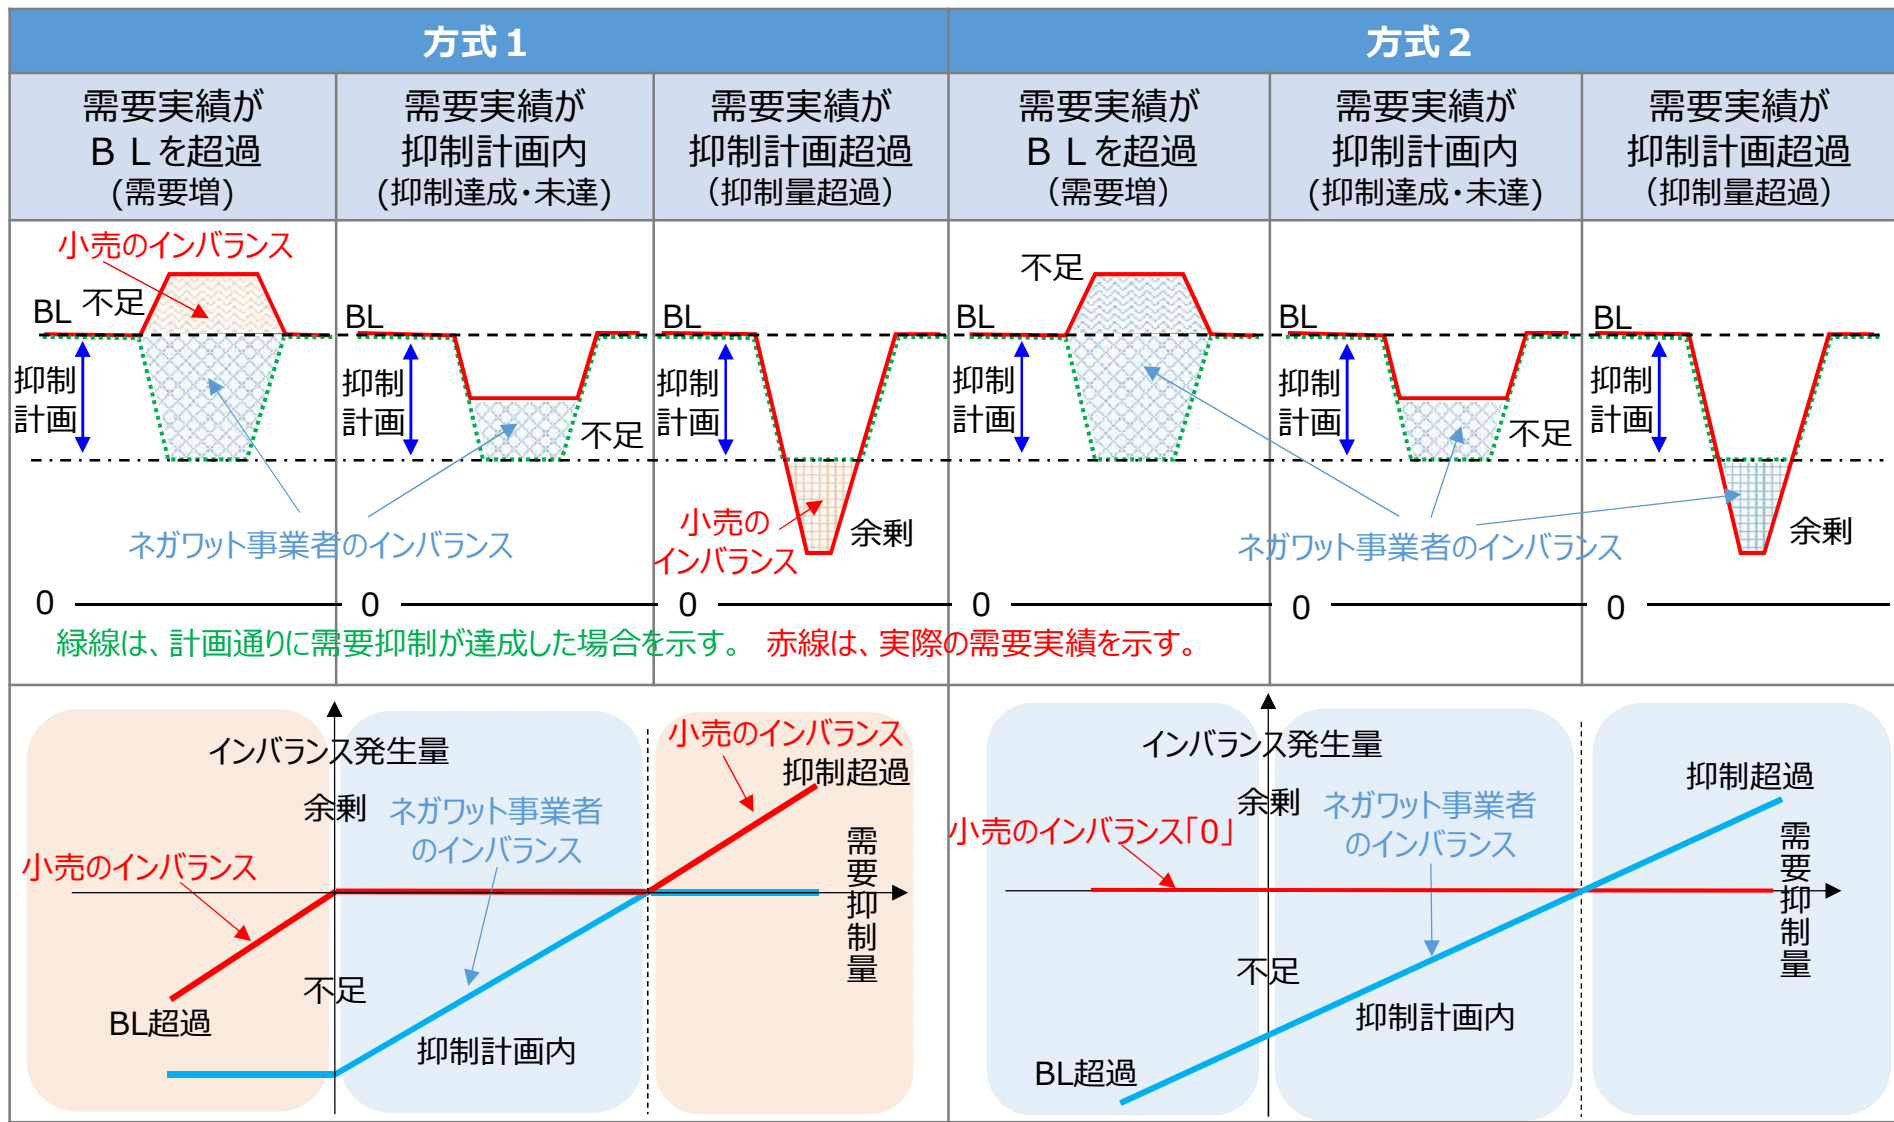 方式１
方式２
需要実績が
ＢＬを超過
(需要増)
需要実績が
抑制計画内
(抑制達成・未達)
需要実績が
抑制計画超過
（抑制量超過）
需要実績が
ＢＬを超過
（需要増）
需要実績が
抑制計画内
(抑制達成・未達)
需要実績が
抑制計画超過
（抑制量超過）
小売のインバランス
BL
不足
抑制
計画
BL
抑制
計画
不足
ネガワット事業者のインバランス
BL
抑制
計画
小売の
インバランス
余剰
不足
BL
抑制
計画
BL
抑制
計画
不足
BL
抑制
計画
余剰
ネガワット事業者のインバランス
0
0
0
0
0
0
緑線は、計画通りに需要抑制が達成した場合を示す。
赤線は、実際の需要実績を示す。
インバランス発生量
余剰
小売のインバランス
ネガワット事業者
のインバランス
小売のインバランス
抑制超過
需要抑制量
不足
BL超過
抑制計画内
インバランス発生量
余剰
小売のインバランス「0」
ネガワット事業者
のインバランス
抑制超過
需要抑制量
不足
抑制計画内
BL超過